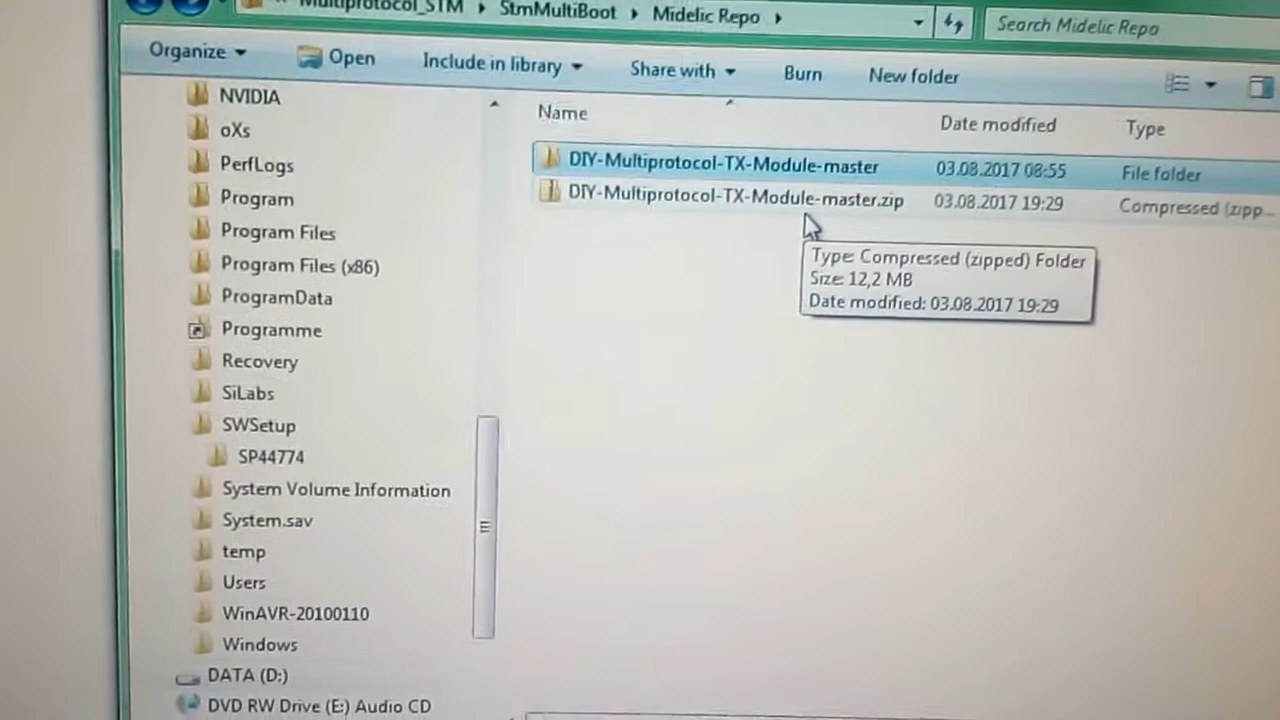 Multiprotocol_STM StmMultiBoot Midelic Repo Search Midelic Repo
Organize Open Include in library Share with Burn New folder
Name Date modified Type
DIY-Multiprotocol-TX-Module-master 03.08.2017 08:55 File folder
DIY-Multiprotocol-TX-Module-master.zip 03.08.2017 19:29 Compressed (zipp...
Type: Compressed (zipped) Folder
Size: 12,2 MB
Date modified: 03.08.2017 19:29
NVIDIA
oXs
PerfLogs
Program
Program Files
Program Files (x86)
ProgramData
Programme
Recovery
SiLabs
SWSetup
SP44774
System Volume Information
System.sav
temp
Users
WinAVR-20100110
Windows
DATA (D:)
DVD RW Drive (E:) Audio CD